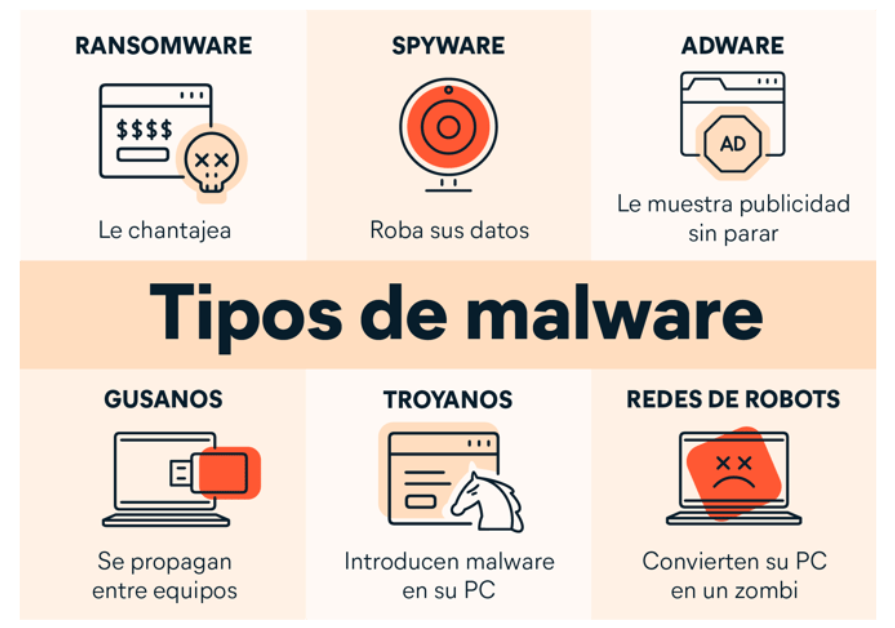 RANSOMWARE
$$$$
Le chantajea
SPYWARE
Roba sus datos
ADWARE
AD
Le muestra publicidad
sin parar
Tipos de malware
GUSANOS
Se propagan
entre equipos
TROYANOS
Introducen malware
en su PC
REDES DE ROBOTS
Convierten su PC
en un zombi